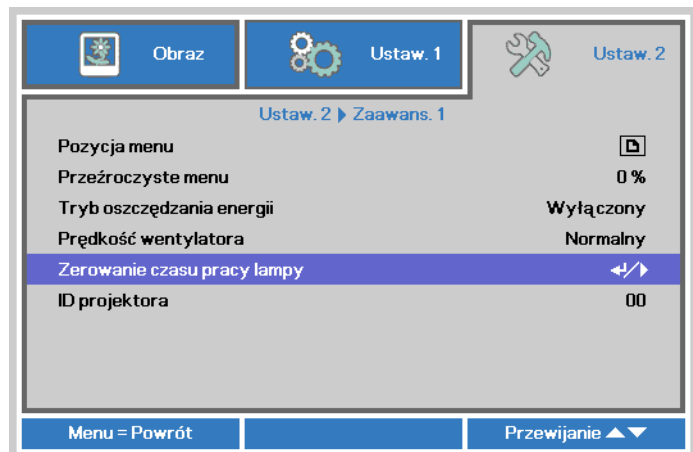 Obraz
Ustaw. 1
Ustaw. 2
Ustaw. 2 Zaawans. 1
Pozycja menu
Przeźroczyste menu 0 %
Tryb oszczędzania energii Wyłączony
Prędkość wentylatora Normalny
Zerowanie czasu pracy lampy ↵/
ID projektora 00
Menu = Powrót Przewijanie